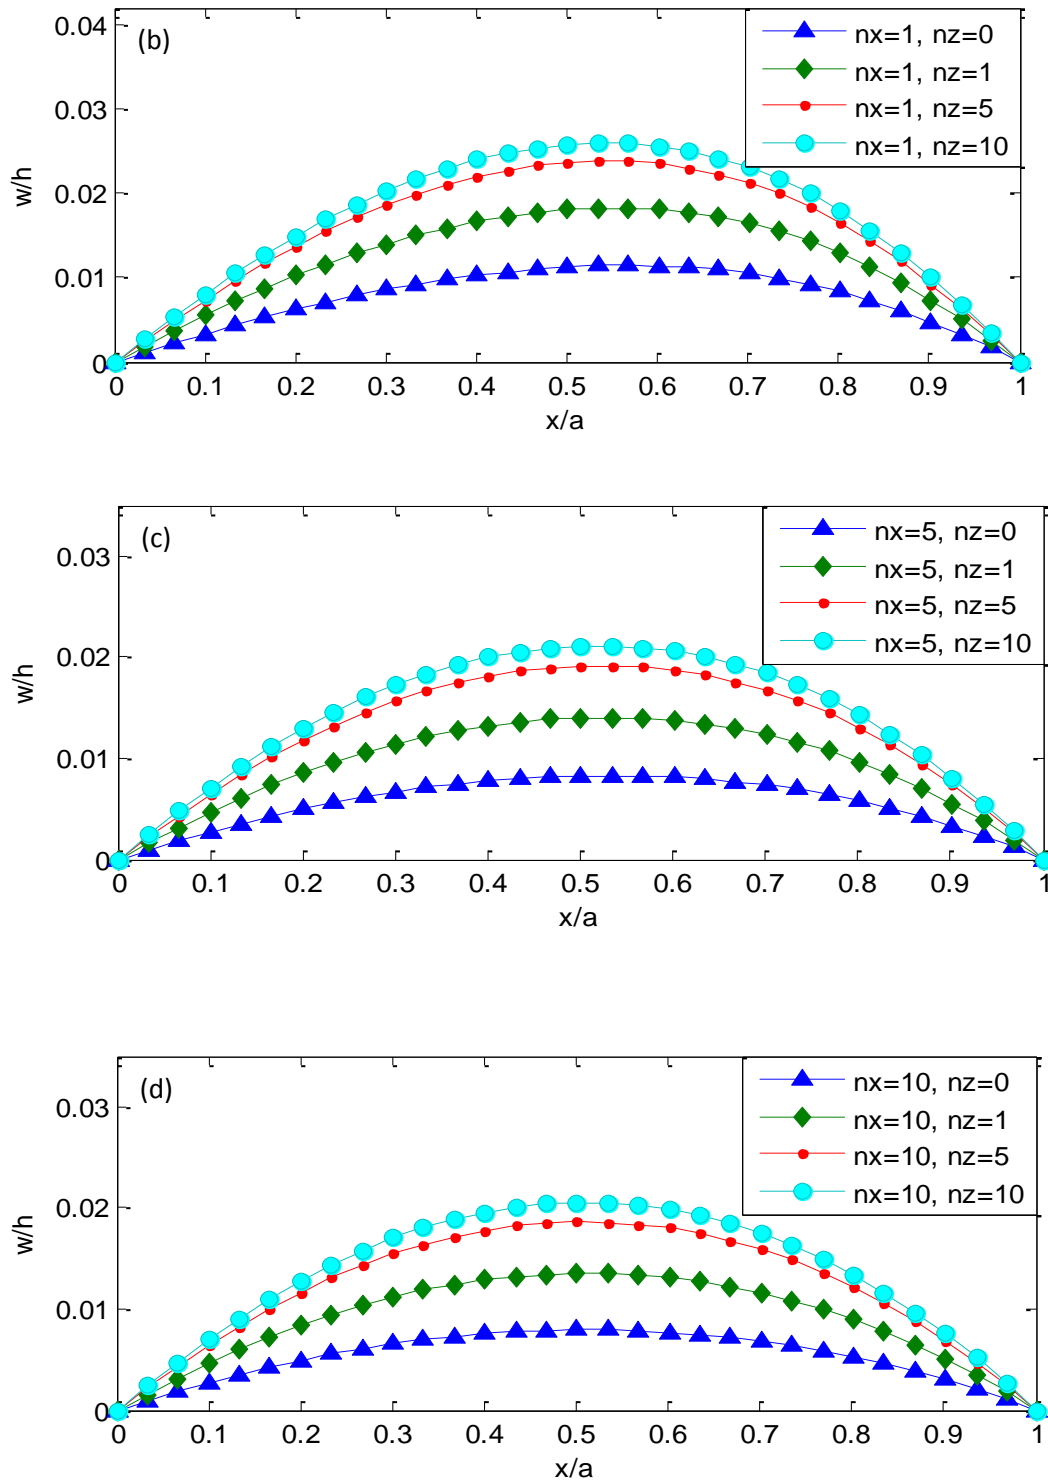 (b)
nx=1, nz=0
nx=1, nz=1
nx=1, nz=5
nx=1, nz=10
0.04
0.03
0.02
0.01
0
w/h
0 0.1 0.2 0.3 0.4 0.5 0.6 0.7 0.8 0.9 1
x/a
(c)
nx=5, nz=0
nx=5, nz=1
nx=5, nz=5
nx=5, nz=10
0.03
0.02
0.01
0
w/h
0 0.1 0.2 0.3 0.4 0.5 0.6 0.7 0.8 0.9 1
x/a
(d)
nx=10, nz=0
nx=10, nz=1
nx=10, nz=5
nx=10, nz=10
0.03
0.02
0.01
0
w/h
0 0.1 0.2 0.3 0.4 0.5 0.6 0.7 0.8 0.9 1
x/a